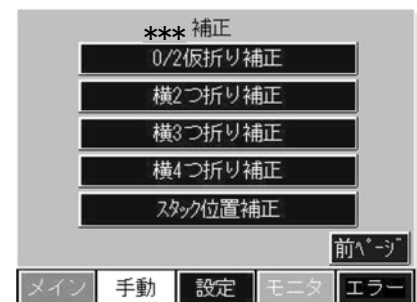 *** 補正
0/2仮折り補正
横2つ折り補正
横3つ折り補正
横4つ折り補正
スタック位置補正
前ページ
メイン 手動 設定 モニタ エラー